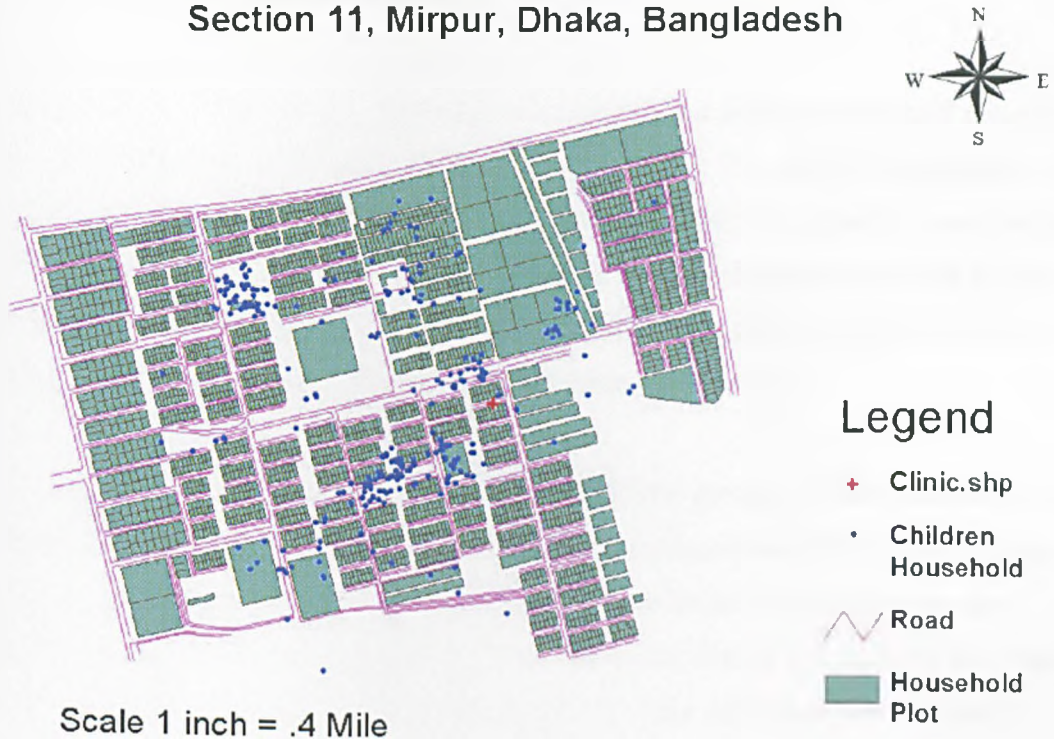 Section 11, Mirpur, Dhaka, Bangladesh
N
W E
S
Legend
Clinic.shp
Children
Household
Road
Household
Plot
Scale 1 inch = .4 Mile